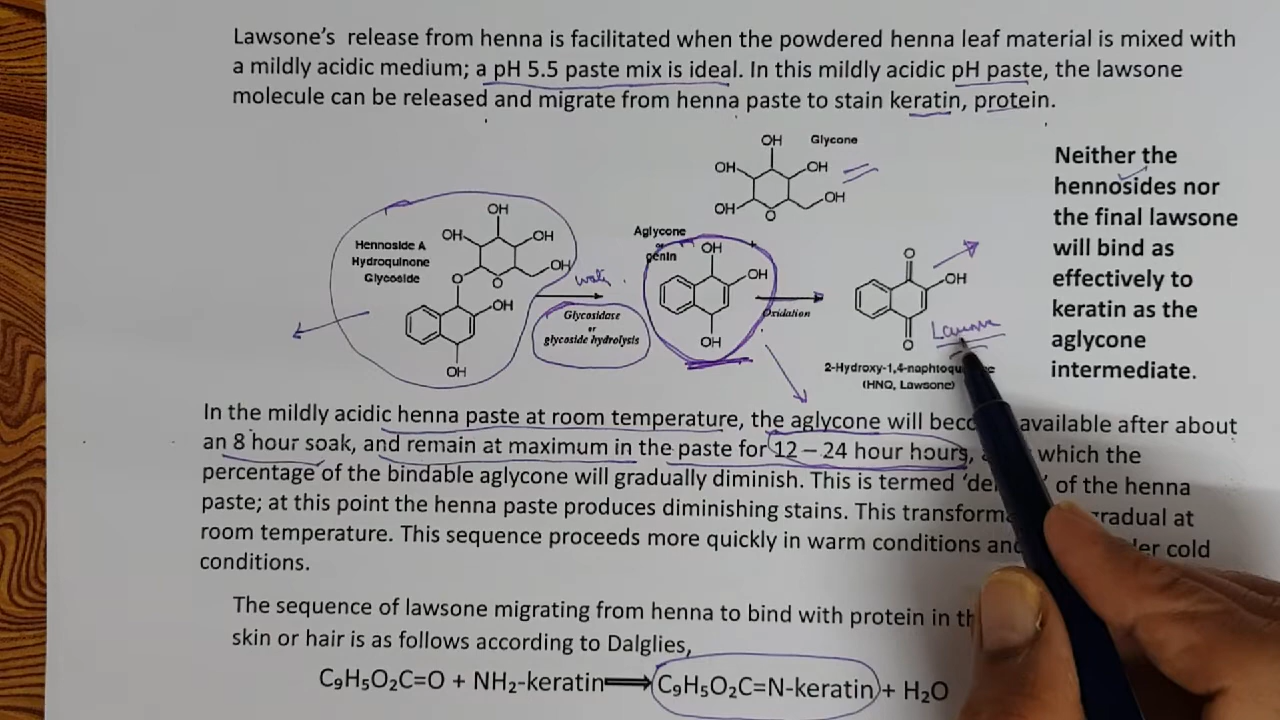 Lawsone's release from henna is facilitated when the powdered henna leaf material is mixed with
a mildly acidic medium; a pH 5.5 paste mix is ideal. In this mildly acidic pH paste, the lawsone
molecule can be released and migrate from henna paste to stain keratin, protein.
OH Glycone
OH OH
OH O OH
Neither the
hennosides nor
the final lawsone
will bind as
effectively to
keratin as the
aglycone
intermediate.
OH
OH OH
Hennoside A
Hydroquinone
Glycoside
O O OH
OH
OH
Glycosidase
or
glycoside hydrolysis
Aglycone
or
genin
OH
OH
OH
Oxidation
O
OH
O
2-Hydroxy-1,4-naphtoqu
(HNQ, Lawsone)
In the mildly acidic henna paste at room temperature, the aglycone will available after about
an 8 hour soak, and remain at maximum in the paste for 12 – 24 hour hours, which the
percentage of the bindable aglycone will gradually diminish. This is termed of the henna
paste; at this point the henna paste produces diminishing stains. This at
room temperature. This sequence proceeds more quickly in warm conditions cold
conditions.
The sequence of lawsone migrating from henna to bind with protein in
skin or hair is as follows according to Dalglies,
C₉H₅O₂C=O + NH₂-keratin⟹C₉H₅O₂C=N-keratin + H₂O